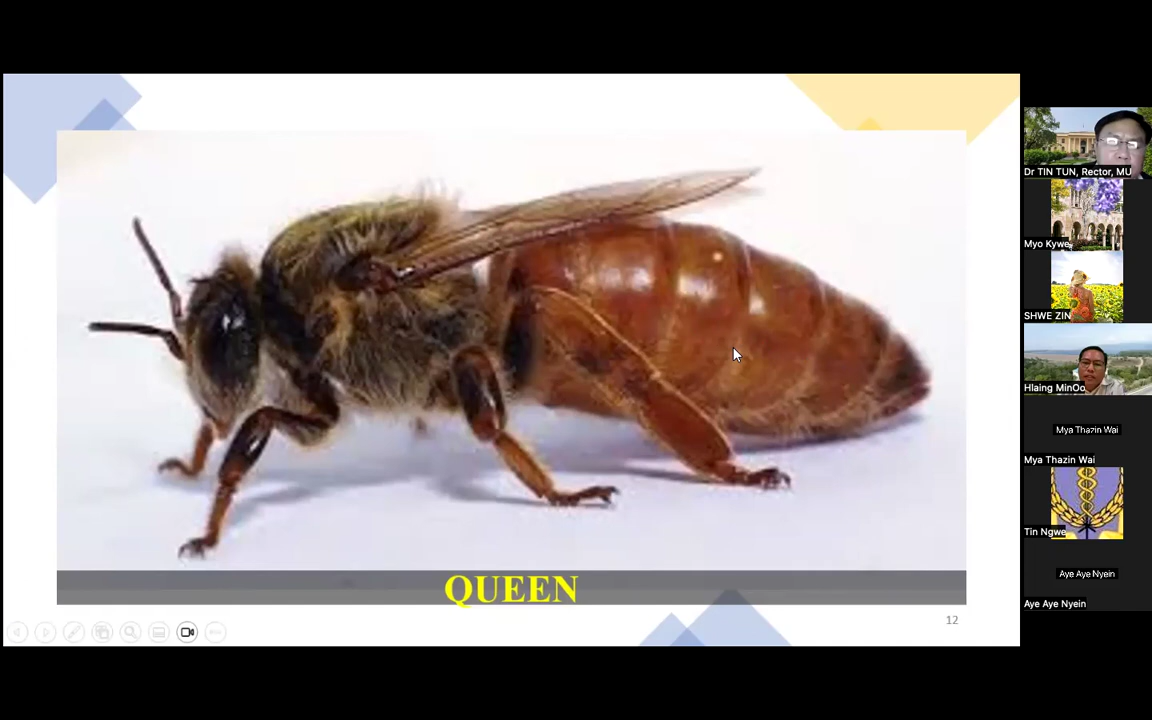 QUEEN
12
Dr TIN TUN, Rector, MU
Myo Kywe
SHWE ZIN
Hlaing MinOo
Mya Thazin Wai
Mya Thazin Wai
Tin Ngwe
Aye Aye Nyein
Aye Aye Nyein